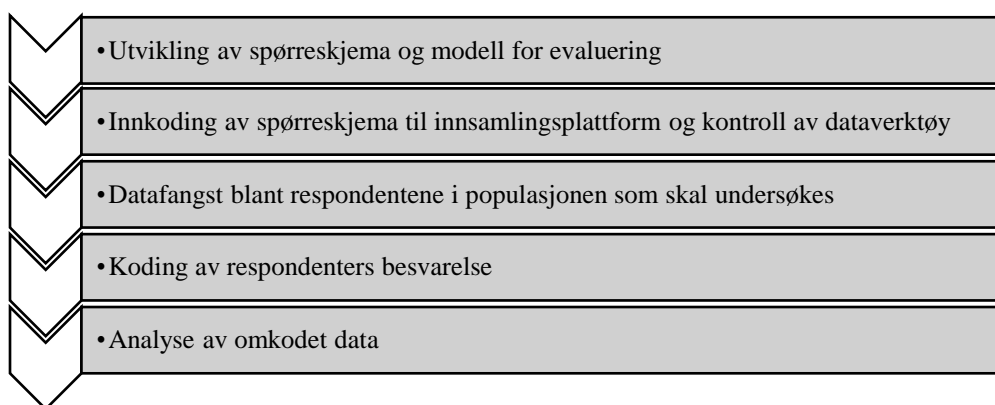 •Utvikling av spørreskjema og modell for evaluering
•Innkoding av spørreskjema til innsamlingsplattform og kontroll av dataverktøy
•Datafangst blant respondentene i populasjonen som skal undersøkes
•Koding av respondenters besvarelse
•Analyse av omkodet data